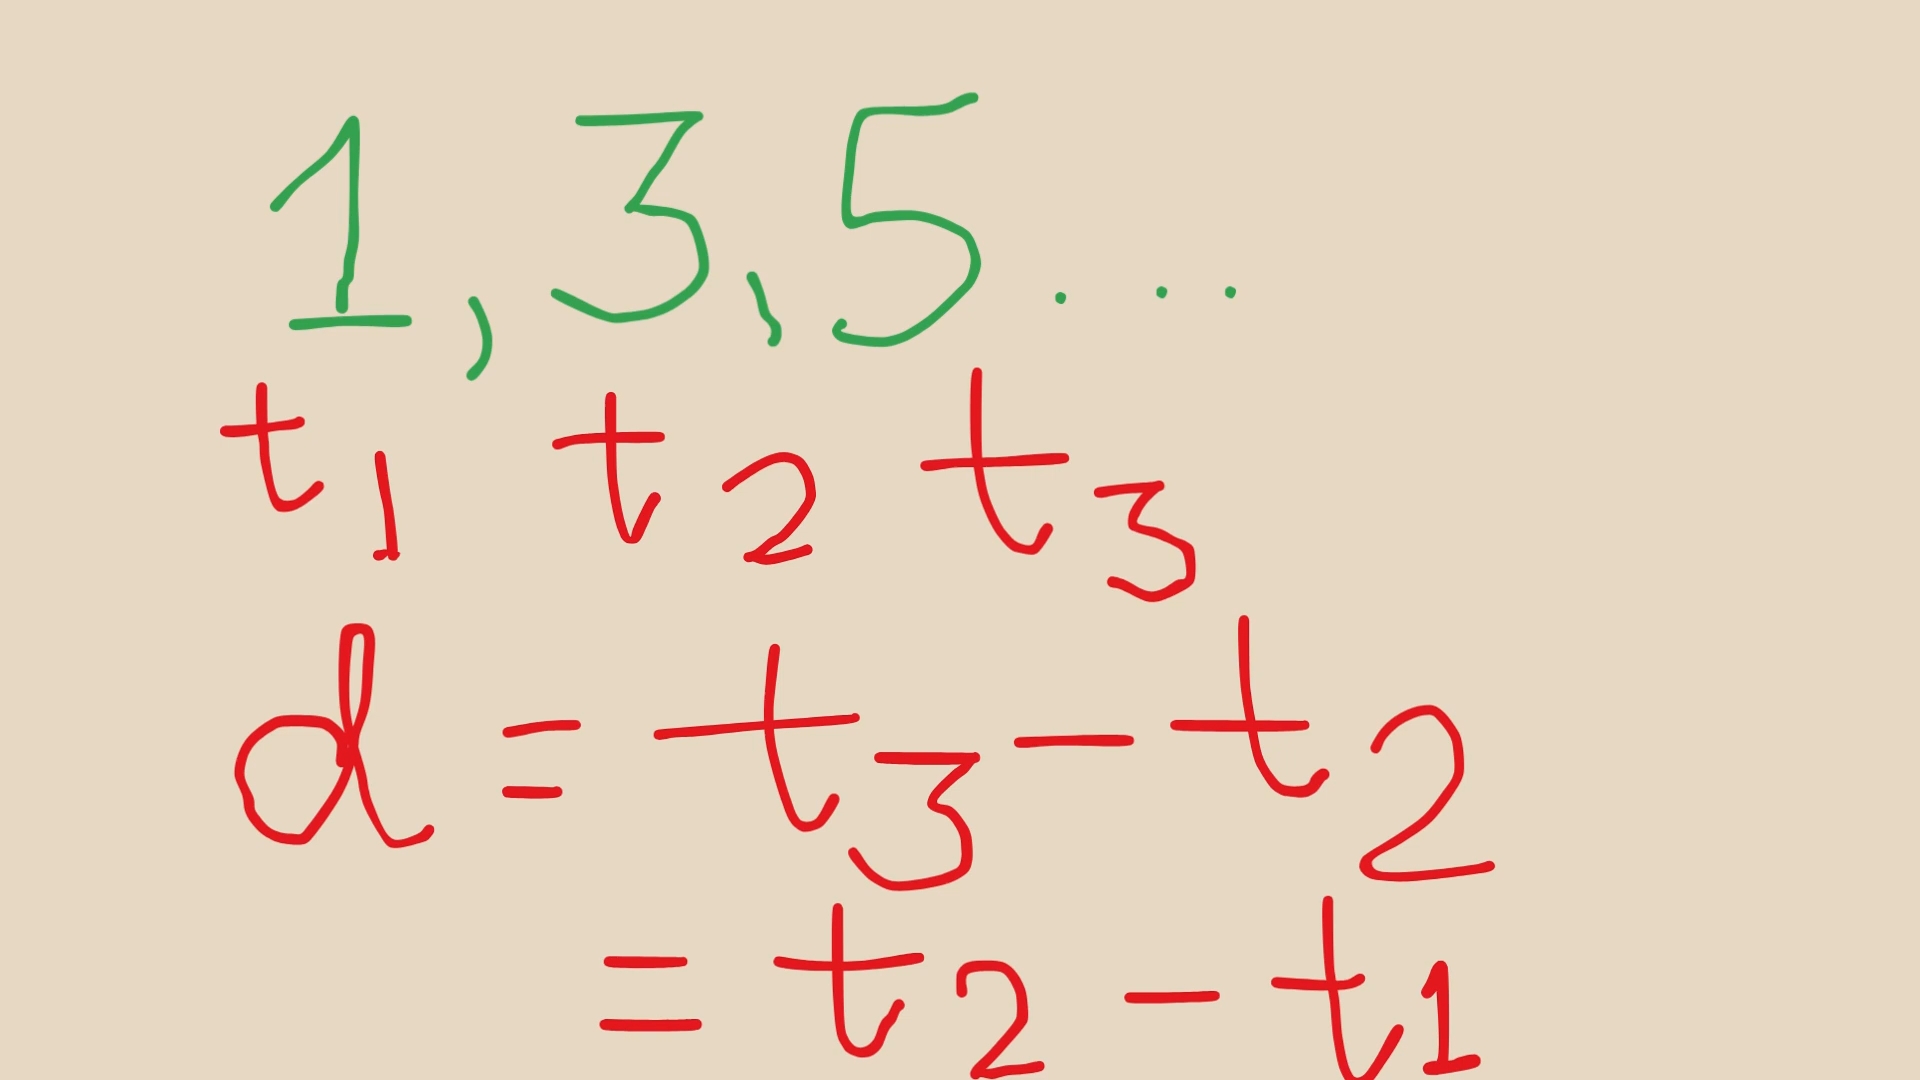 1, 3, 5...
t₁ t₂ t₃
d = t₃ - t₂
= t₂ - t₁